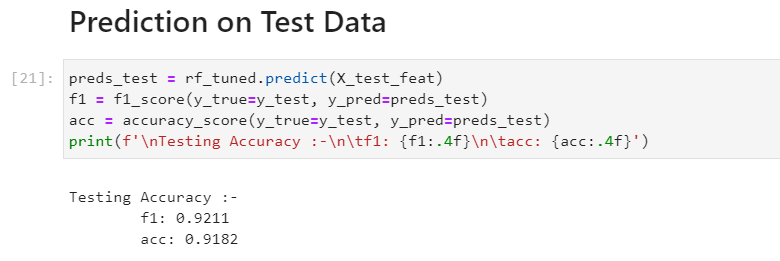 Prediction on Test Data
[21]: preds_test = rf_tuned.predict(X_test_feat)
f1 = f1_score(y_true=y_test, y_pred=preds_test)
acc = accuracy_score(y_true=y_test, y_pred=preds_test)
print(f'\nTesting Accuracy :-\n\tf1: {f1:.4f}\n\tacc: {acc:.4f}')
Testing Accuracy :-
f1: 0.9211
acc: 0.9182